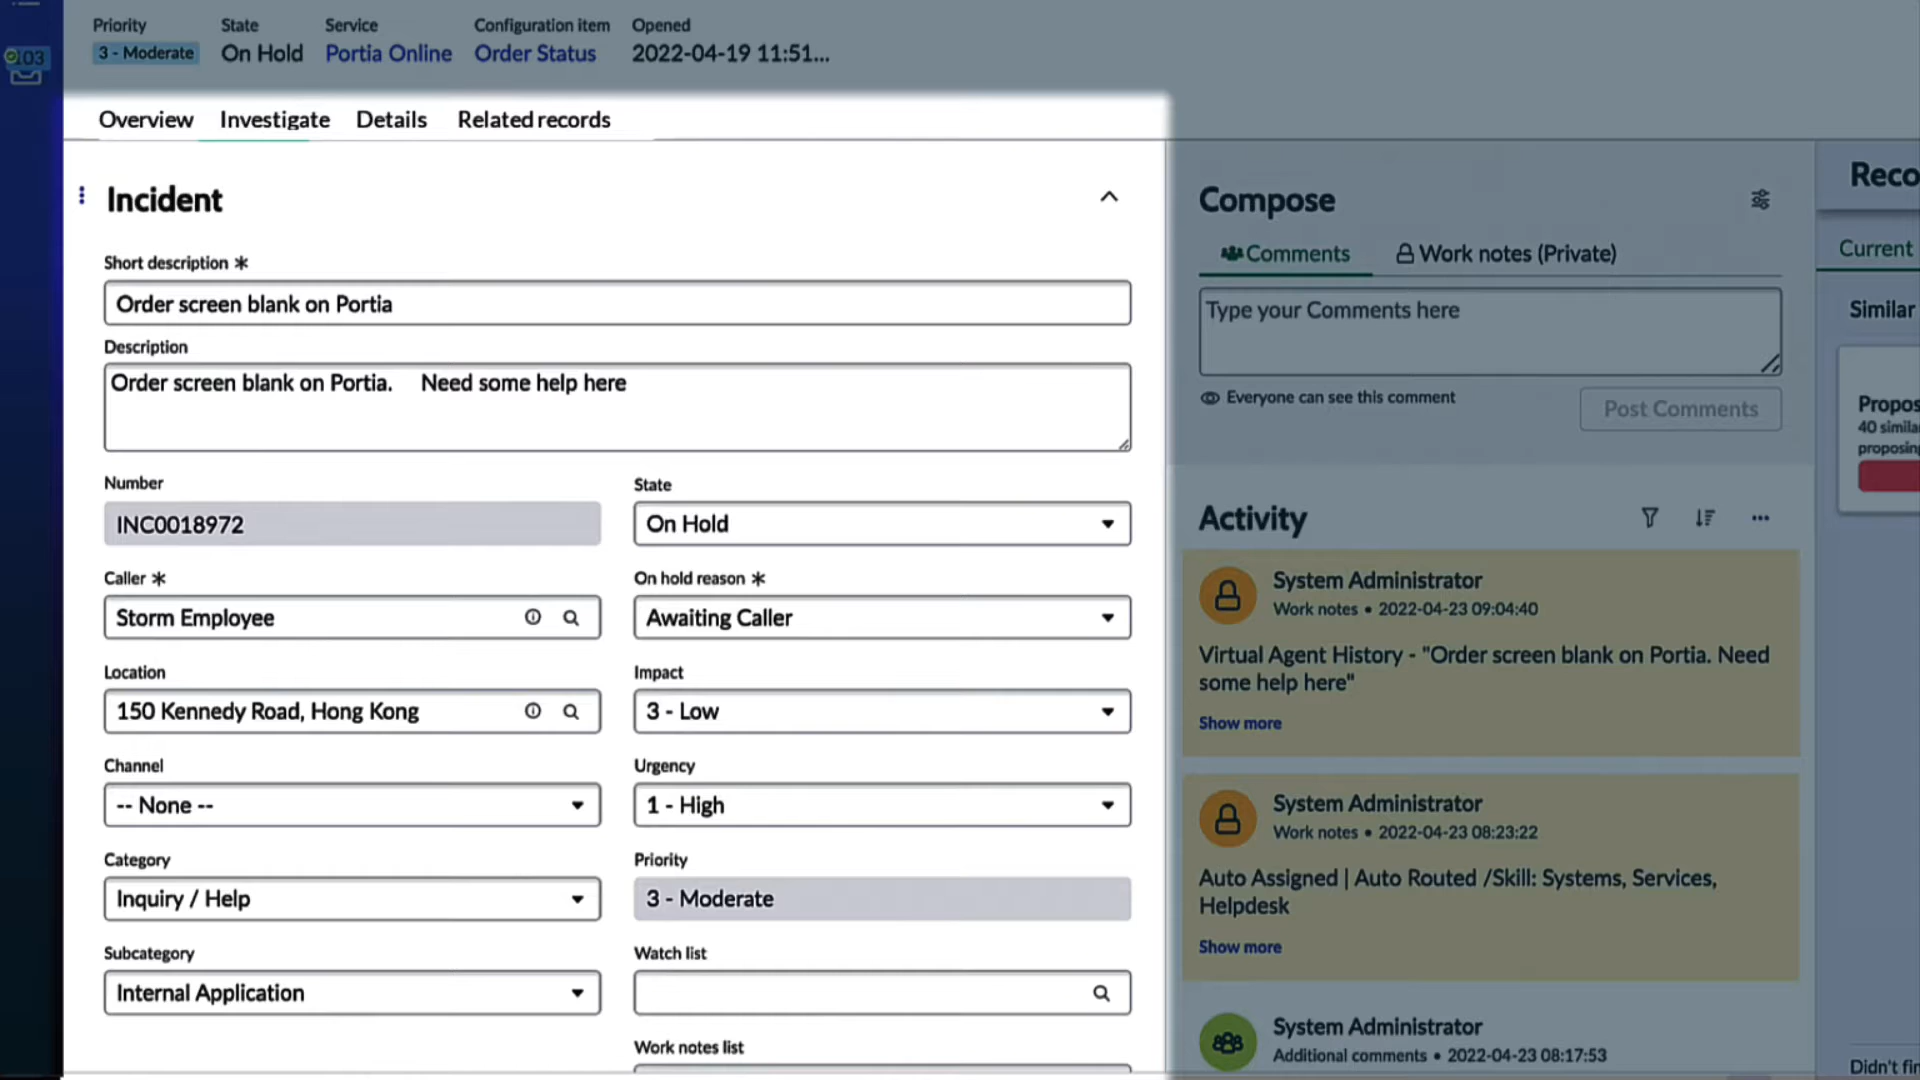 103
Priority State Service Configuration item Opened
3 - Moderate On Hold Portia Online Order Status 2022-04-19 11:51...
Overview Investigate Details Related records
Incident
Short description *
Order screen blank on Portia
Description
Order screen blank on Portia. Need some help here
Number
INC0018972
State
On Hold
Caller *
Storm Employee
On hold reason *
Awaiting Caller
Location
150 Kennedy Road, Hong Kong
Impact
3 - Low
Channel
-- None --
Urgency
1 - High
Category
Inquiry / Help
Priority
3 - Moderate
Subcategory
Internal Application
Watch list
Work notes list
Compose
Comments Work notes (Private)
Type your Comments here
Everyone can see this comment
Post Comments
Activity
System Administrator
Work notes • 2022-04-23 09:04:40
Virtual Agent History - "Order screen blank on Portia. Need
some help here"
Show more
System Administrator
Work notes • 2022-04-23 08:23:22
Auto Assigned | Auto Routed /Skill: Systems, Services,
Helpdesk
Show more
System Administrator
Additional comments • 2022-04-23 08:17:53
Reco
Current
Similar
Propos
40 simila
proposing
Didn't fin